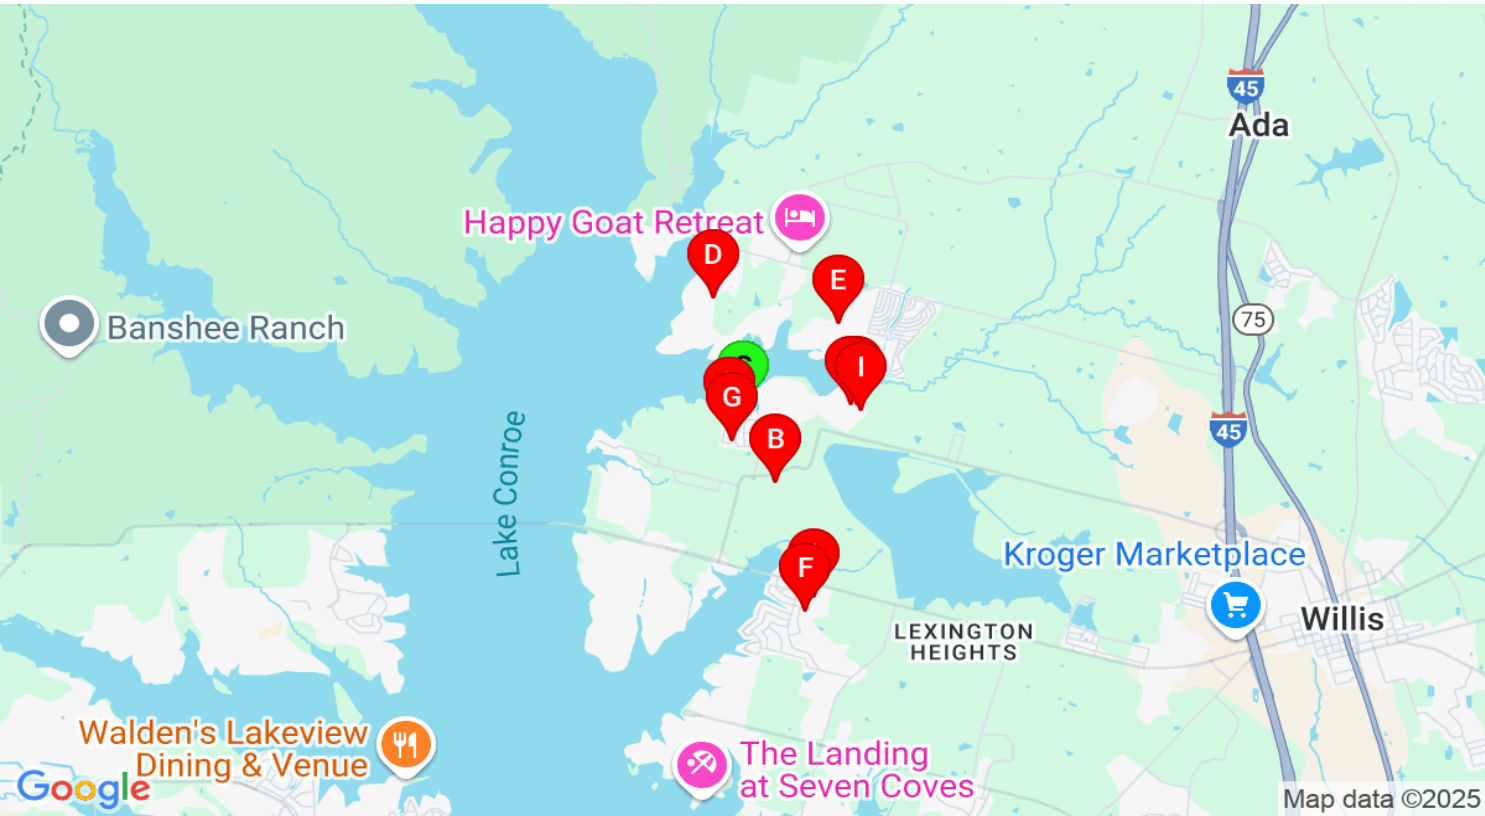 45
Ada
Happy Goat Retreat
D
E
75
Banshee Ranch
I
G
B
45
Lake Conroe
Kroger Marketplace
F
Willis
LEXINGTON
HEIGHTS
Walden's Lakeview
Dining & Venue
The Landing
at Seven Coves
Google
Map data ©2025